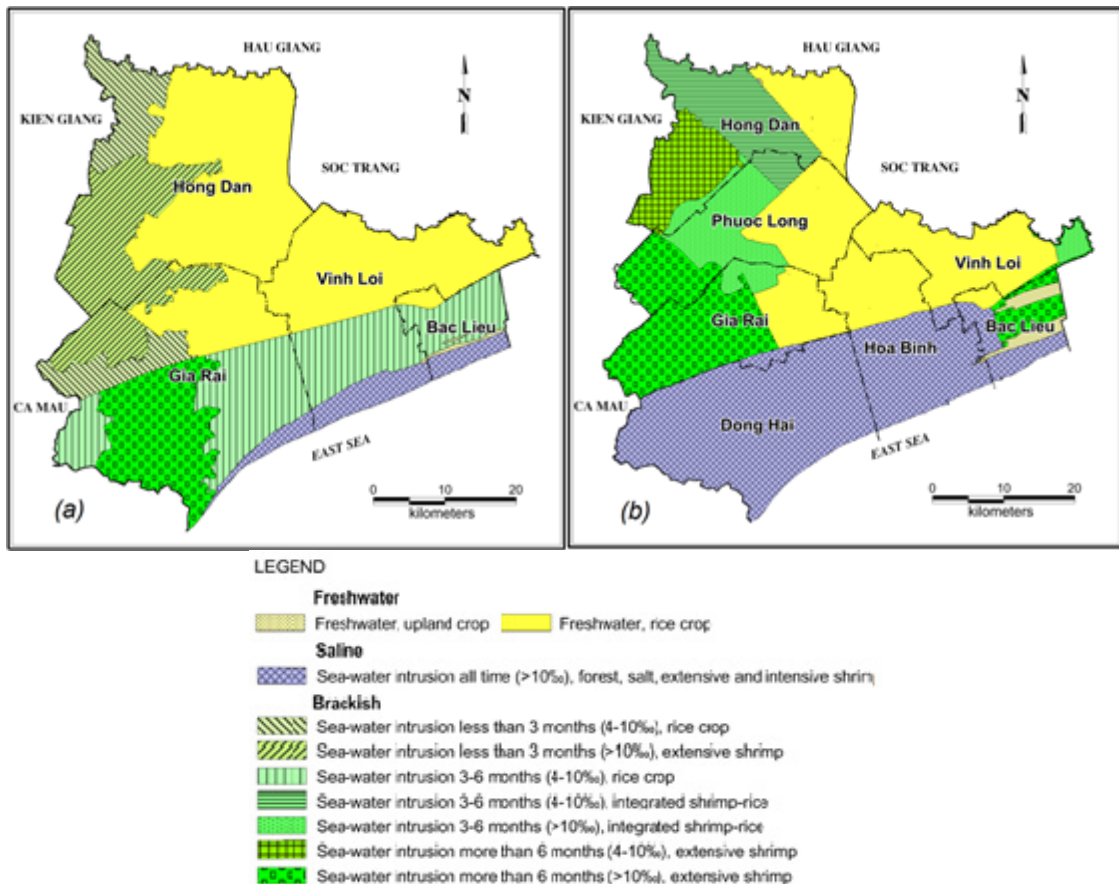 HAU GIANG
KIEN GIANG
N
SOC TRANG
Hong Dan
Vinh Loi
Bac Lieu
Gia Rai
CA MAU
EAST SEA
(a)
0 10 20
kilometers
HAU GIANG
KIEN GIANG
N
Hong Dan
SOC TRANG
Phuoc Long
Vinh Loi
Gia Rai
Bac Lieu
Hoa Binh
CA MAU
Dong Hai
EAST SEA
(b)
0 10 20
kilometers
LEGEND
Freshwater
Freshwater, upland crop Freshwater, rice crop
Saline
Sea-water intrusion all time (>10‰), forest, salt, extensive and intensive shrimp
Brackish
Sea-water intrusion less than 3 months (4-10‰), rice crop
Sea-water intrusion less than 3 months (>10‰), extensive shrimp
Sea-water intrusion 3-6 months (4-10‰), rice crop
Sea-water intrusion 3-6 months (4-10‰), integrated shrimp-rice
Sea-water intrusion 3-6 months (>10‰), integrated shrimp-rice
Sea-water intrusion more than 6 months (4-10‰), extensive shrimp
Sea-water intrusion more than 6 months (>10‰), extensive shrimp